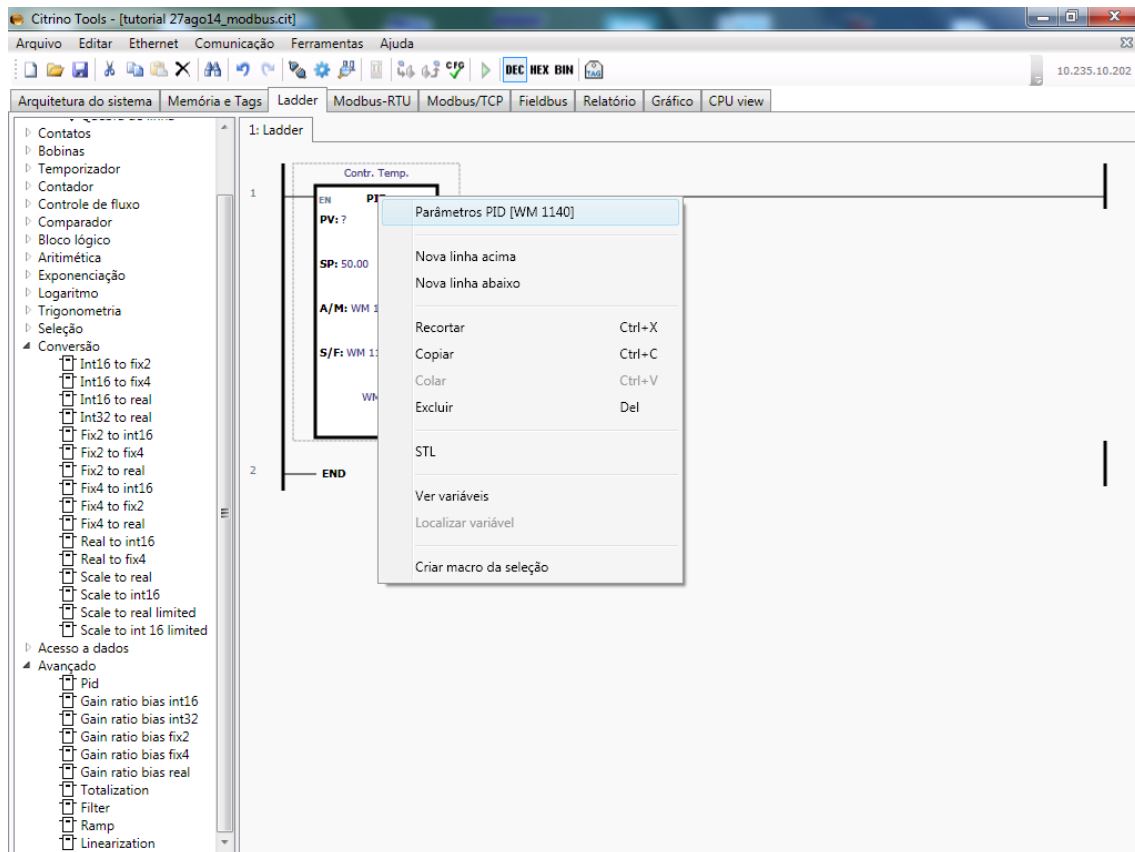 Citrino Tools - [tutorial 27ago14_modbus.cit]
Arquivo Editar Ethernet Comunicação Ferramentas Ajuda
CFG DEC HEX BIN TAG 10.235.10.202
Arquitetura do sistema Memória e Tags Ladder Modbus-RTU Modbus/TCP Fieldbus Relatório Gráfico CPU view
Contatos
Bobinas
Temporizador
Contador
Controle de fluxo
Comparador
Bloco lógico
Aritimética
Exponenciação
Logaritmo
Trigonometria
Seleção
Conversão
Int16 to fix2
Int16 to fix4
Int16 to real
Int32 to real
Fix2 to int16
Fix2 to fix4
Fix2 to real
Fix4 to int16
Fix4 to fix2
Fix4 to real
Real to int16
Real to fix4
Scale to real
Scale to int16
Scale to real limited
Scale to int 16 limited
Acesso a dados
Avançado
Pid
Gain ratio bias int16
Gain ratio bias int32
Gain ratio bias fix2
Gain ratio bias fix4
Gain ratio bias real
Totalization
Filter
Ramp
Linearization
1: Ladder
Contr. Temp.
1
EN
PV: ?
SP: 50.00
A/M: WM 1
S/F: WM 11
WM
2 END
Parâmetros PID [WM 1140]
Nova linha acima
Nova linha abaixo
Recortar Ctrl+X
Copiar Ctrl+C
Colar Ctrl+V
Excluir Del
STL
Ver variáveis
Localizar variável
Criar macro da seleção